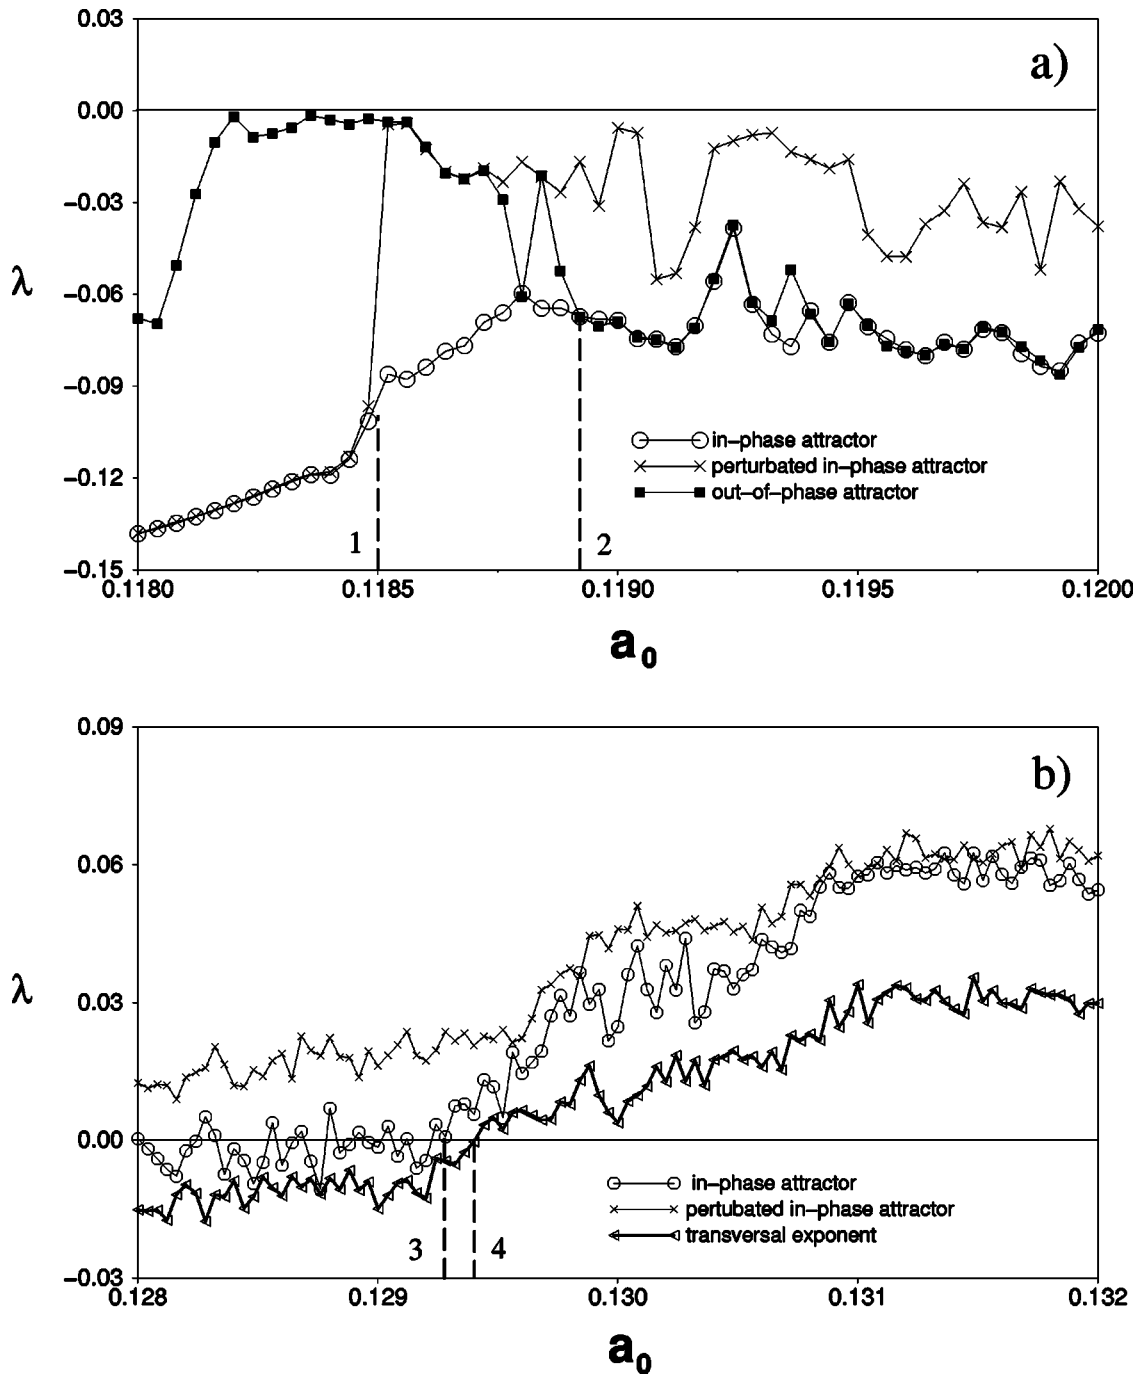 0.03
a)
0.00
−0.03
λ
−0.06
−0.09
in−phase attractor
perturbated in−phase attractor
out−of−phase attractor
−0.12
1
2
−0.15
0.1180
0.1185
0.1190
0.1195
0.1200
a0
0.09
b)
0.06
0.03
λ
0.00
in−phase attractor
pertubated in−phase attractor
transversal exponent
3
4
−0.03
0.128
0.129
0.130
0.131
0.132
a0